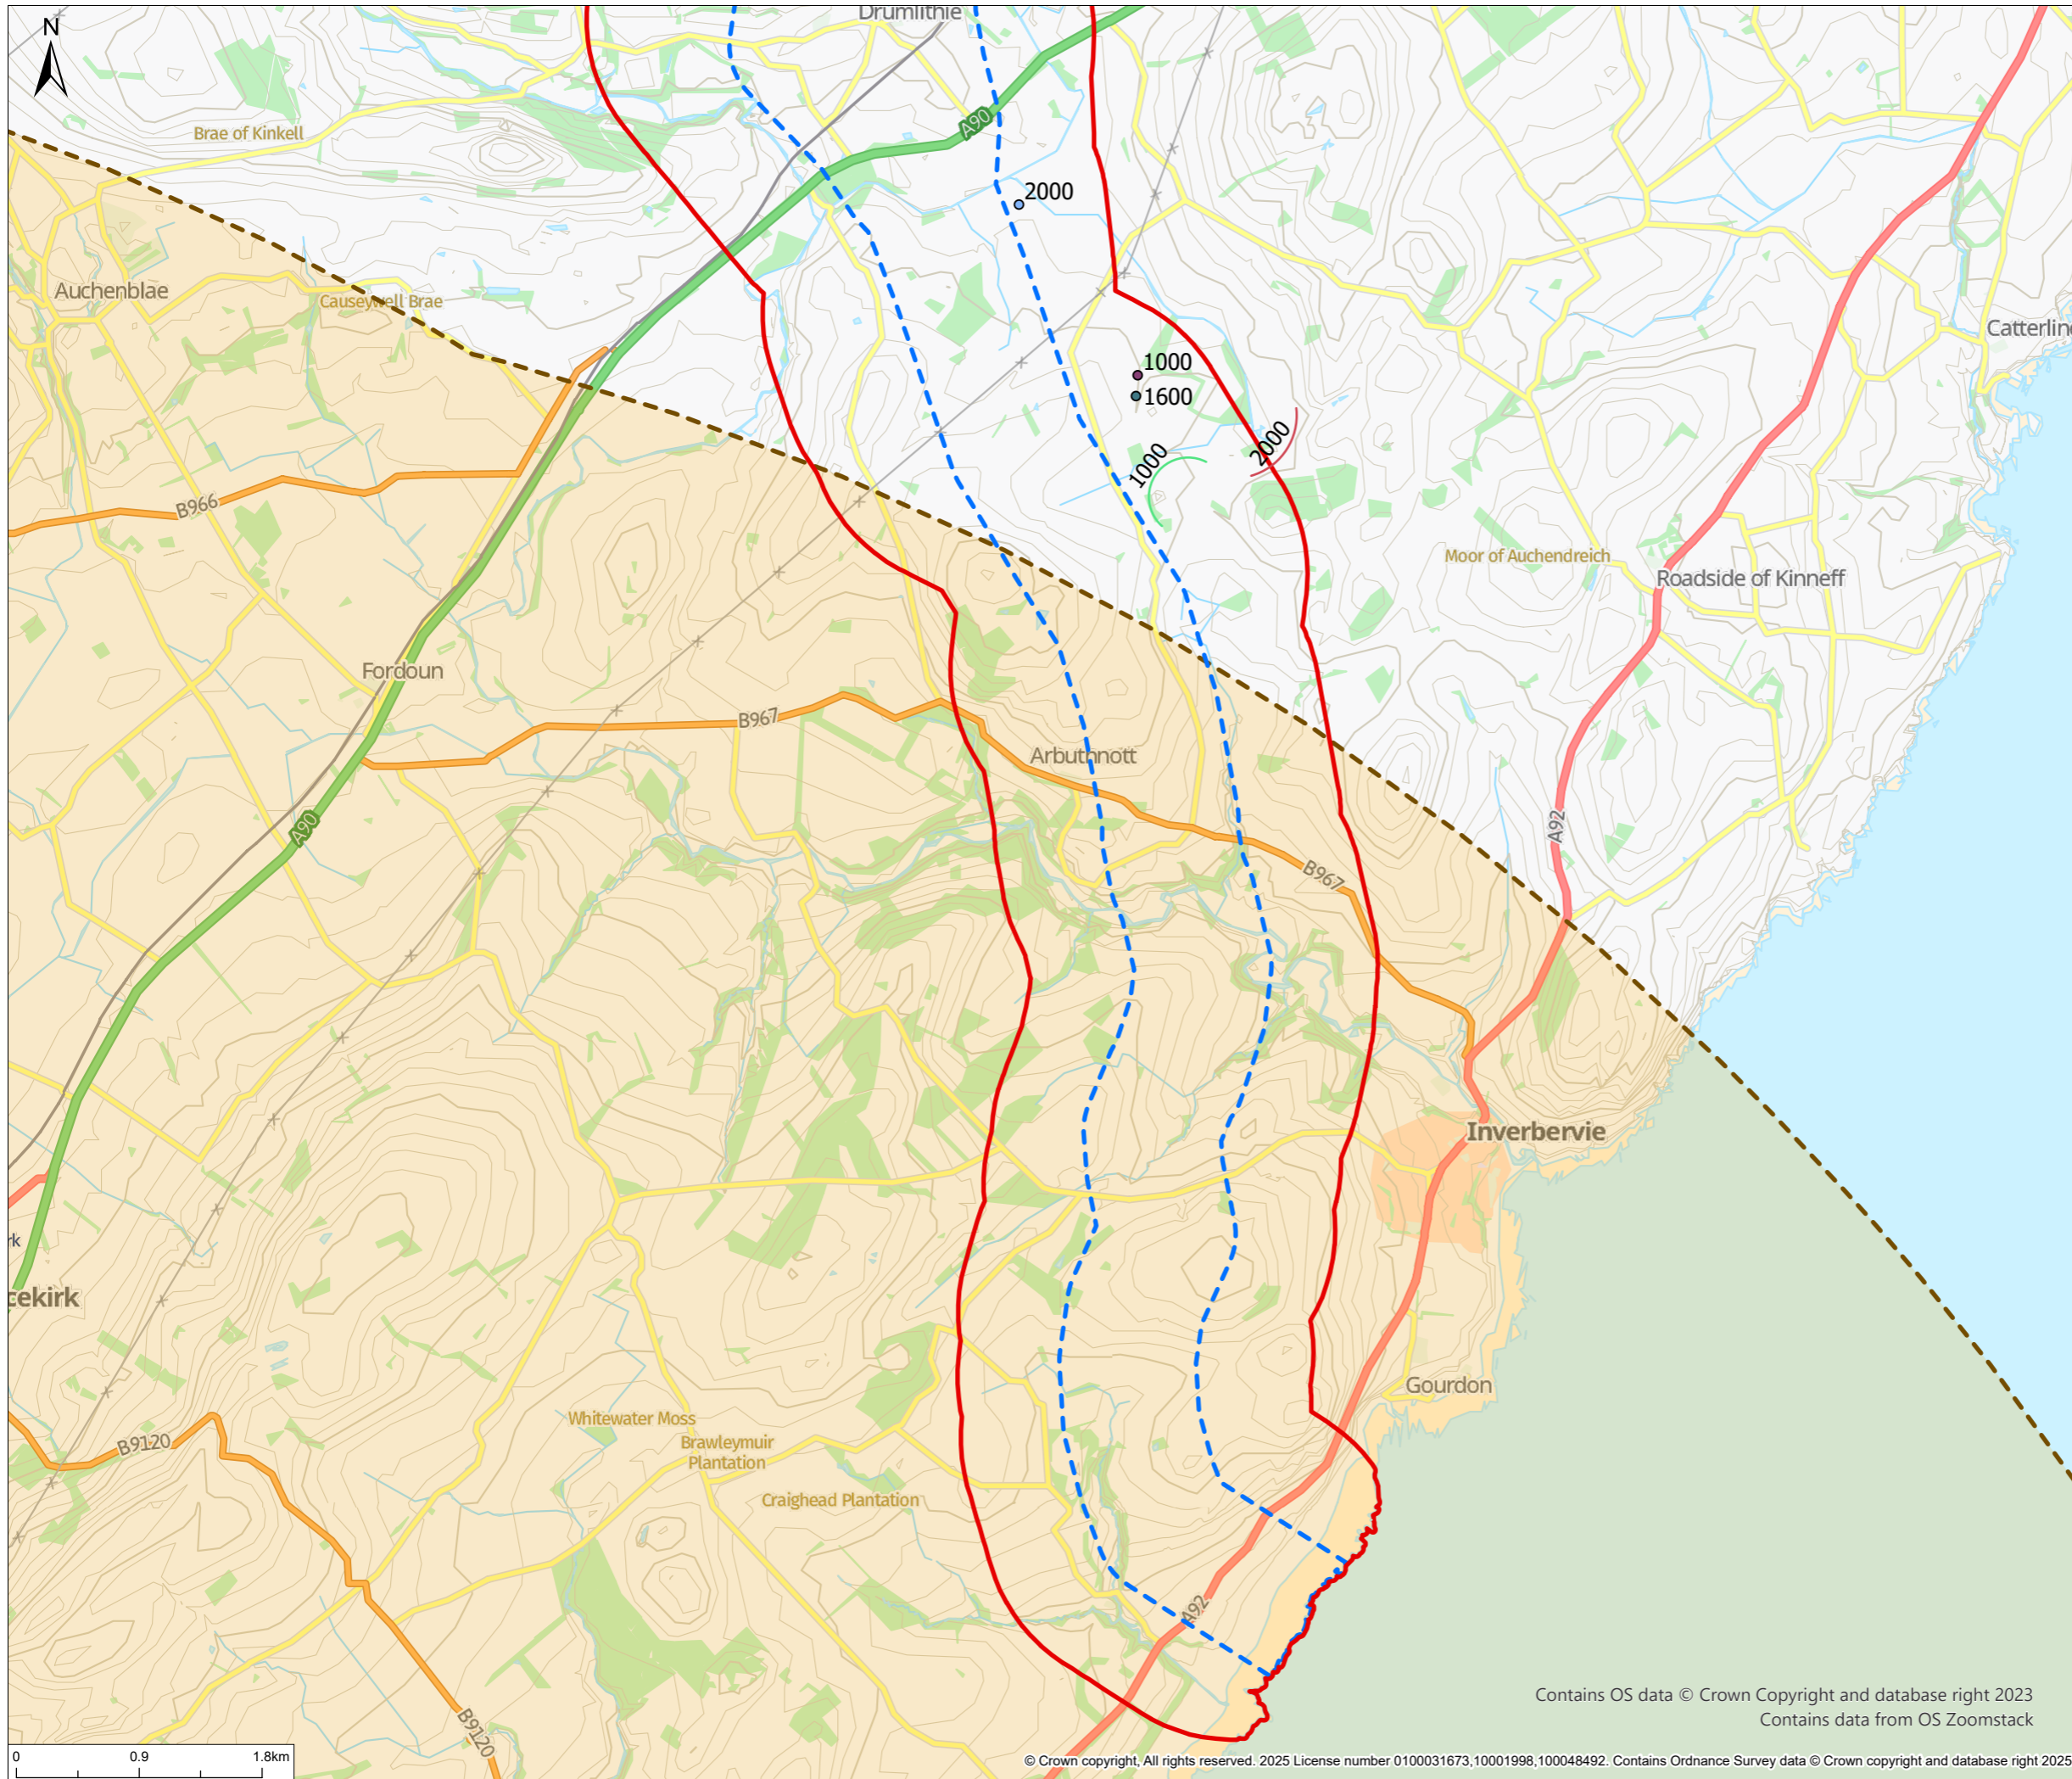 N
Drumlithie
A90
Brae of Kinkell
2000
Auchenblae
Causeywell Brae
Catterlin
1000
1600
2000
1000
B966
Moor of Auchendreich
Roadside of Kinneff
Fordoun
B967
Arbuthnott
A90
A92
B967
Inverbervie
rk
cekirk
Gourdon
Whitewater Moss
Brawleymuir
Plantation
B9120
Craighead Plantation
A92
B9120
Contains OS data © Crown Copyright and database right 2023
Contains data from OS Zoomstack
0 0.9 1.8km
© Crown copyright, All rights reserved. 2025 License number 0100031673,10001998,100048492. Contains Ordnance Survey data © Crown copyright and database right 2025